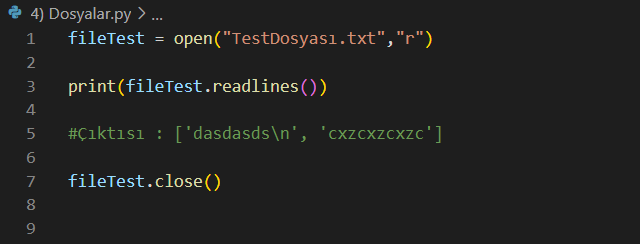 4) Dosyalar.py > ...
1 fileTest = open("TestDosyası.txt","r")
2
3 print(fileTest.readlines())
4
5 #Çıktısı : ['dasdasds\n', 'cxzcxzcxzc']
6
7 fileTest.close()
8
9